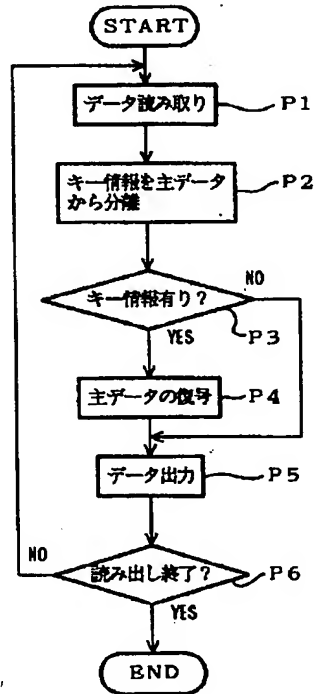 START
データ読み取り
P1
キー情報を主データ
から分離
P2
キー情報有り？
NO
P3
YES
主データの復号
P4
データ出力
P5
NO
読み出し終了？
P6
YES
END